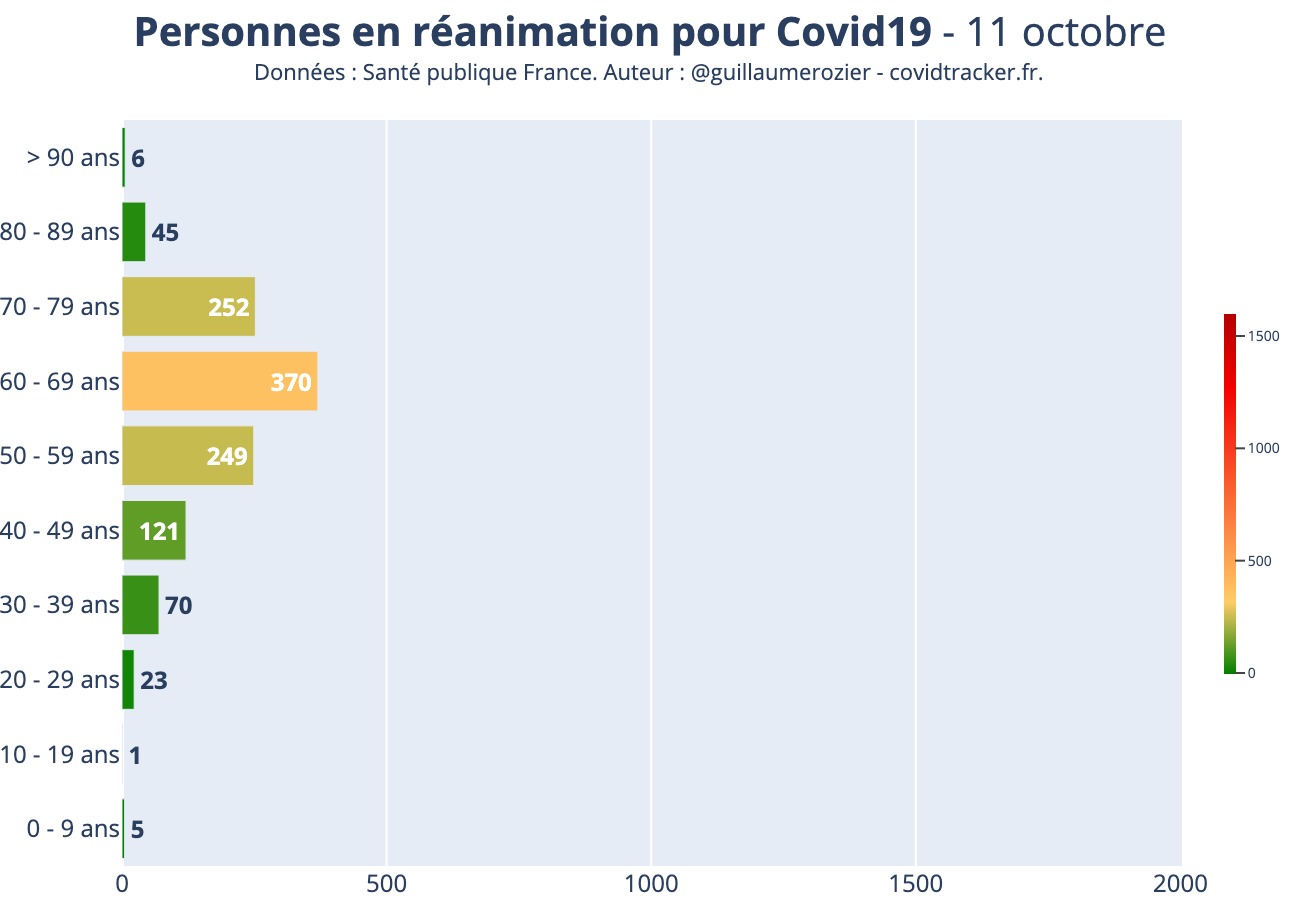 Personnes en réanimation pour Covid19 - 11 octobre
Données : Santé publique France. Auteur : @guillaumerozier - covidtracker.fr.
> 90 ans 6
80 - 89 ans 45
70 - 79 ans 252
60 - 69 ans 370
50 - 59 ans 249
40 - 49 ans 121
30 - 39 ans 70
20 - 29 ans 23
10 - 19 ans 1
0 - 9 ans 5
0 500 1000 1500 2000
1500
1000
500
0